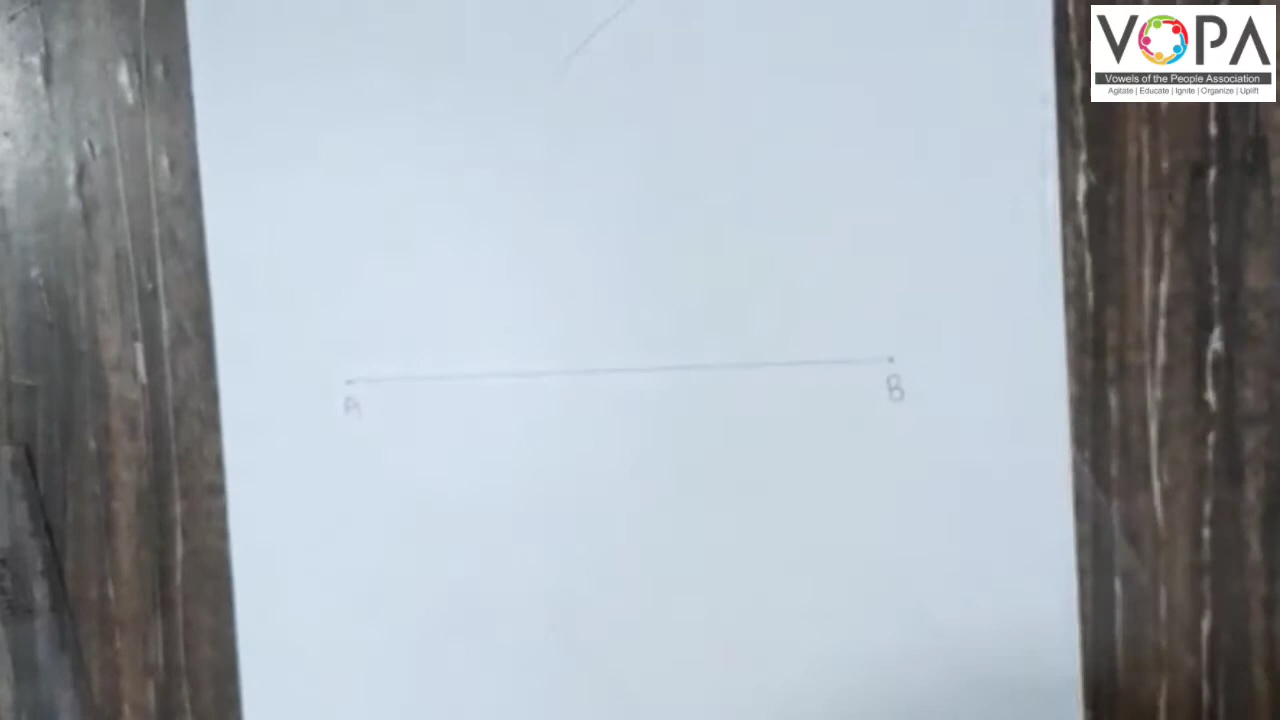 VOPA
Vowels of the People Association
Agitate | Educate | Ignite | Organize | Uplift
A
B